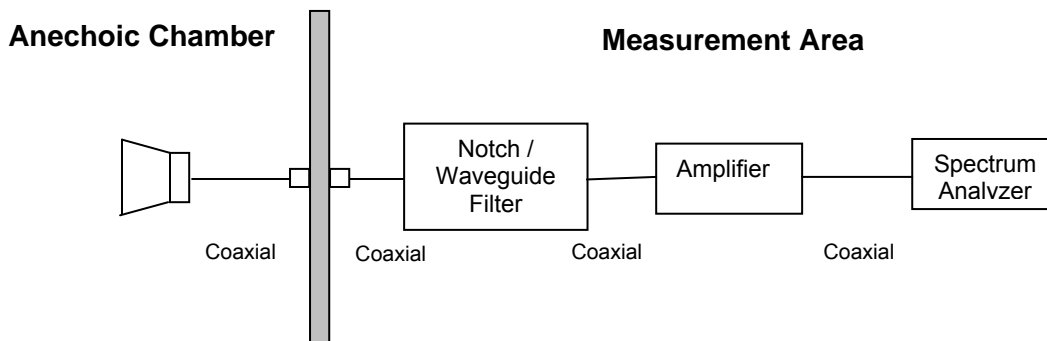 Anechoic Chamber
Measurement Area
Notch /
Waveguide
Filter
Amplifier
Spectrum
Analvzer
Coaxial
Coaxial
Coaxial
Coaxial